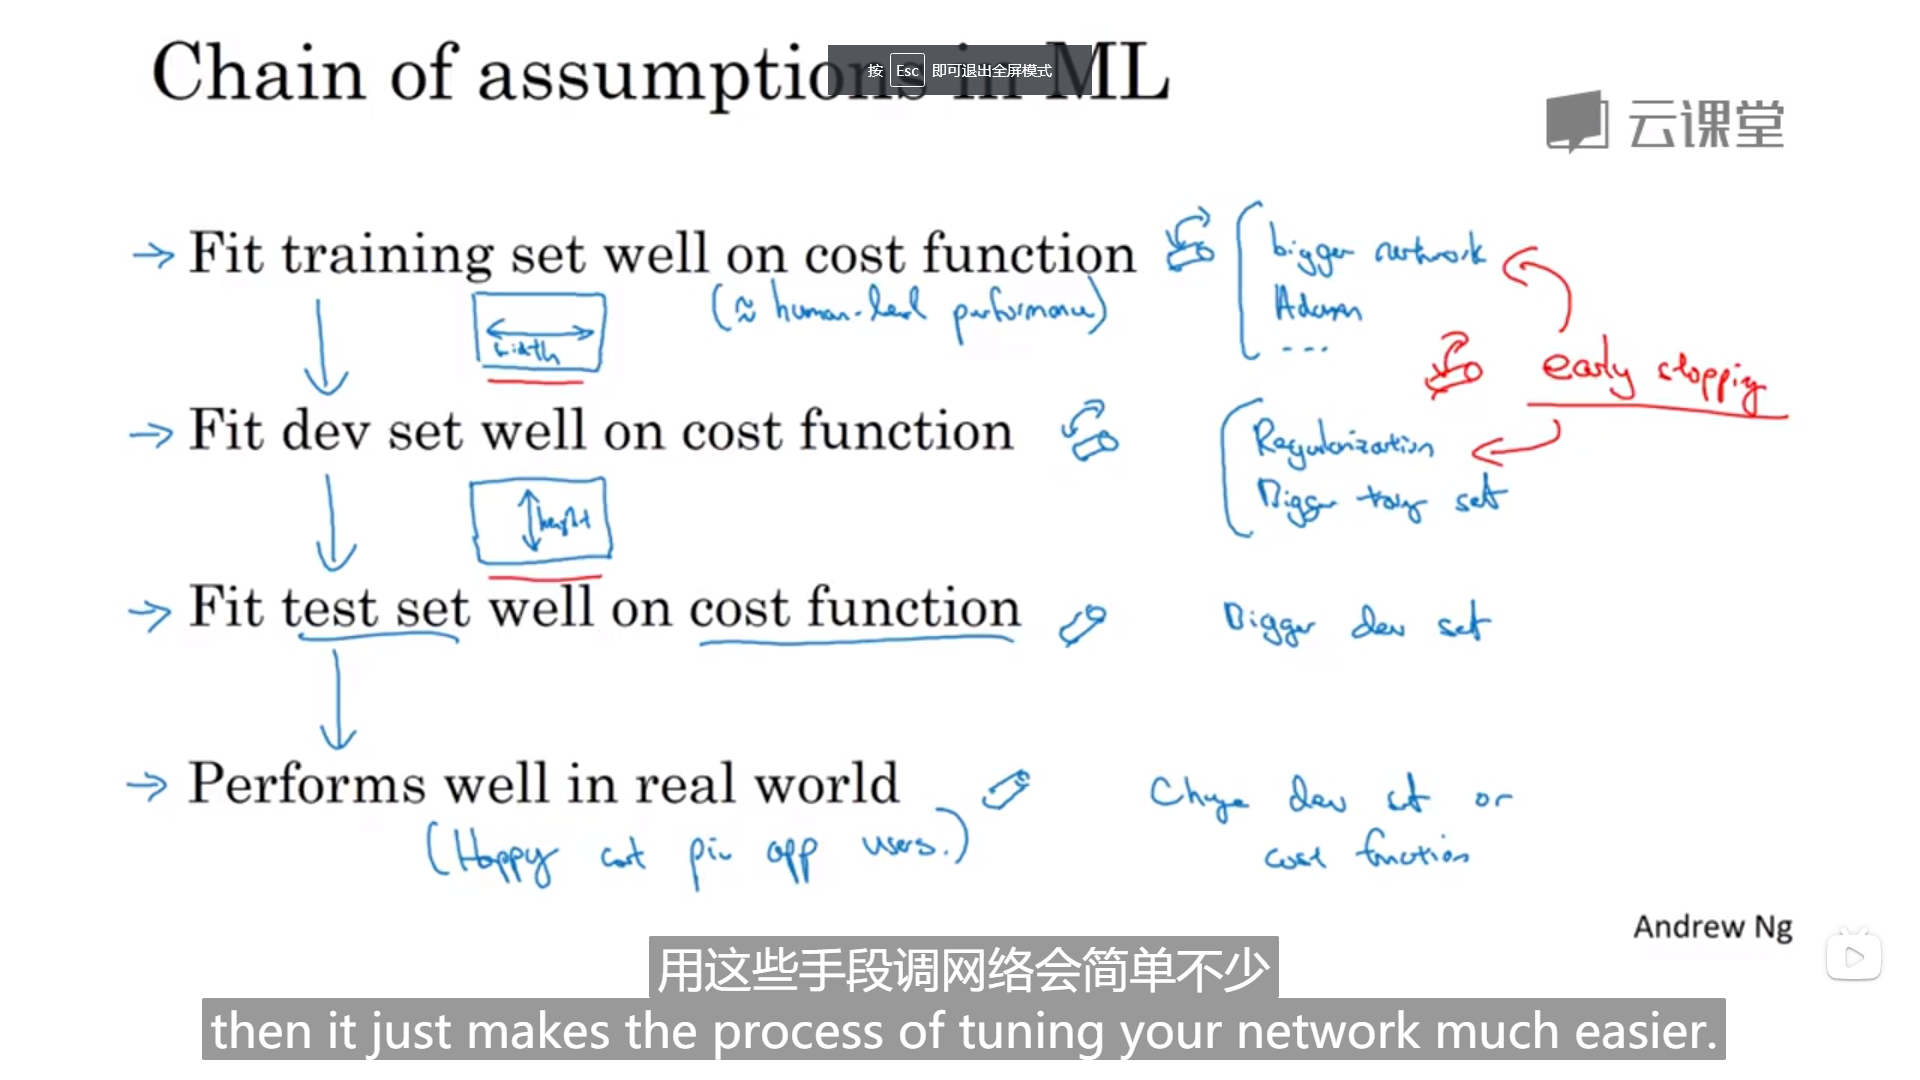 Chain of assumptions in ML
按 Esc 即可退出全屏模式
云课堂
→ Fit training set well on cost function
(≈ human-level performance)
bigger network
Adam
...
width
early stopping
→ Fit dev set well on cost function
Regularization
Bigger training set
height
→ Fit test set well on cost function
Bigger dev set
→ Performs well in real world
(Happy cat pic app users.)
Change dev set or
cost function
Andrew Ng
用这些手段调网络会简单不少
then it just makes the process of tuning your network much easier.